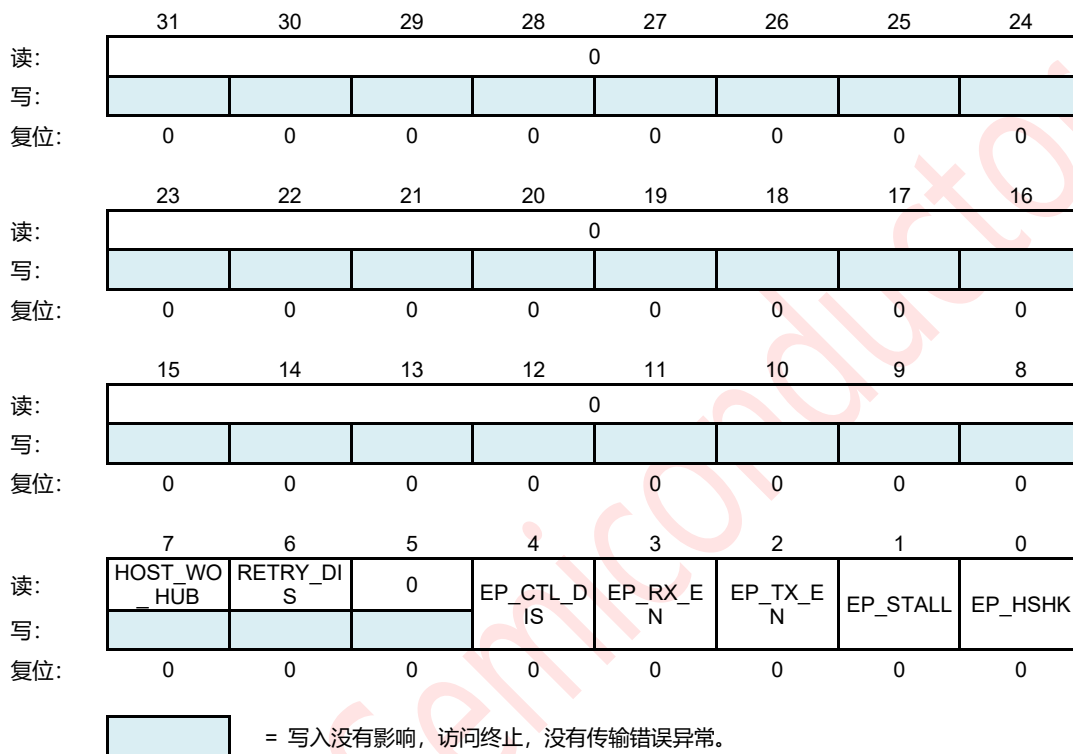 31 30 29 28 27 26 25 24
读: 0
写:
复位: 0 0 0 0 0 0 0 0
23 22 21 20 19 18 17 16
读: 0
写:
复位: 0 0 0 0 0 0 0 0
15 14 13 12 11 10 9 8
读: 0
写:
复位: 0 0 0 0 0 0 0 0
7 6 5 4 3 2 1 0
读: HOST_WO_HUB RETRY_DIS 0 EP_CTL_DIS EP_RX_EN EP_TX_EN EP_STALL EP_HSHK
写:
复位: 0 0 0 0 0 0 0 0
= 写入没有影响，访问终止，没有传输错误异常。
Semiconductor